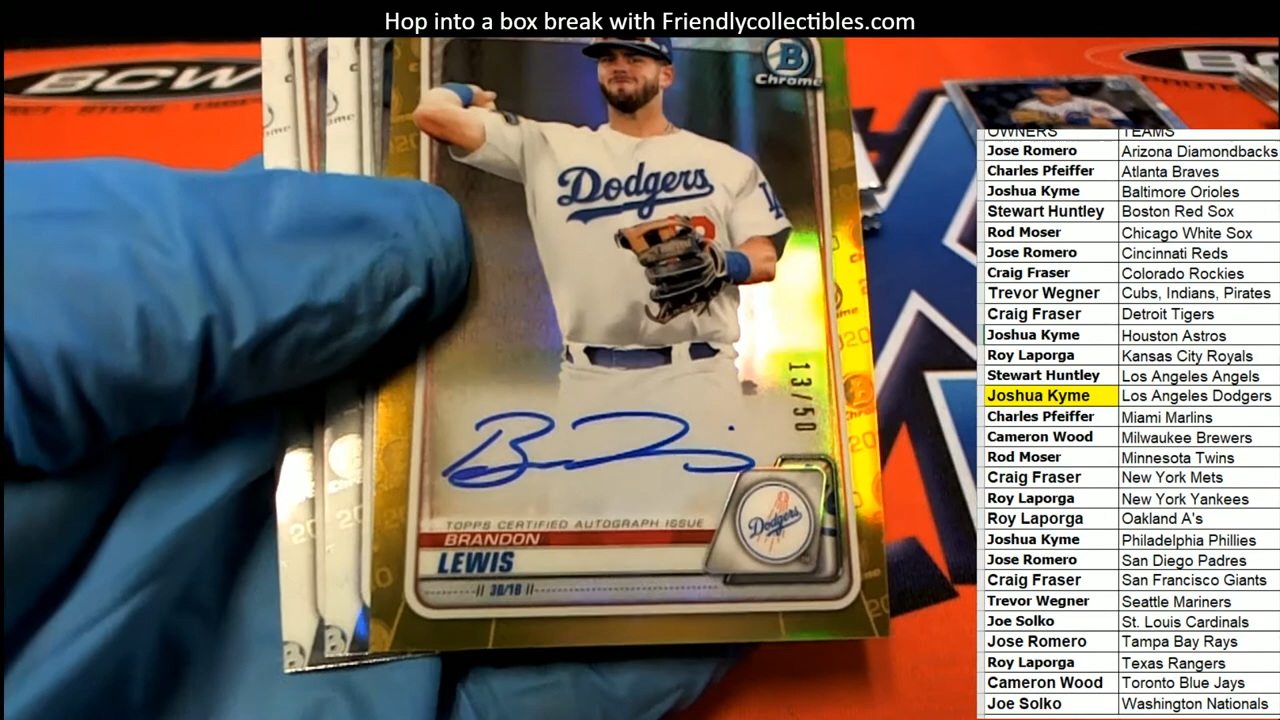 Hop into a box break with Friendlycollectibles.com
BCW
B
Chrome
Dodgers
LA
13/50
TOPPS CERTIFIED AUTOGRAPH ISSUE
BRANDON
LEWIS
3B/1B
Dodgers
OWNERS TEAMS
Jose Romero Arizona Diamondbacks
Charles Pfeiffer Atlanta Braves
Joshua Kyme Baltimore Orioles
Stewart Huntley Boston Red Sox
Rod Moser Chicago White Sox
Jose Romero Cincinnati Reds
Craig Fraser Colorado Rockies
Trevor Wegner Cubs, Indians, Pirates
Craig Fraser Detroit Tigers
Joshua Kyme Houston Astros
Roy Laporga Kansas City Royals
Stewart Huntley Los Angeles Angels
Joshua Kyme Los Angeles Dodgers
Charles Pfeiffer Miami Marlins
Cameron Wood Milwaukee Brewers
Rod Moser Minnesota Twins
Craig Fraser New York Mets
Roy Laporga New York Yankees
Roy Laporga Oakland A's
Joshua Kyme Philadelphia Phillies
Jose Romero San Diego Padres
Craig Fraser San Francisco Giants
Trevor Wegner Seattle Mariners
Joe Solko St. Louis Cardinals
Jose Romero Tampa Bay Rays
Roy Laporga Texas Rangers
Cameron Wood Toronto Blue Jays
Joe Solko Washington Nationals